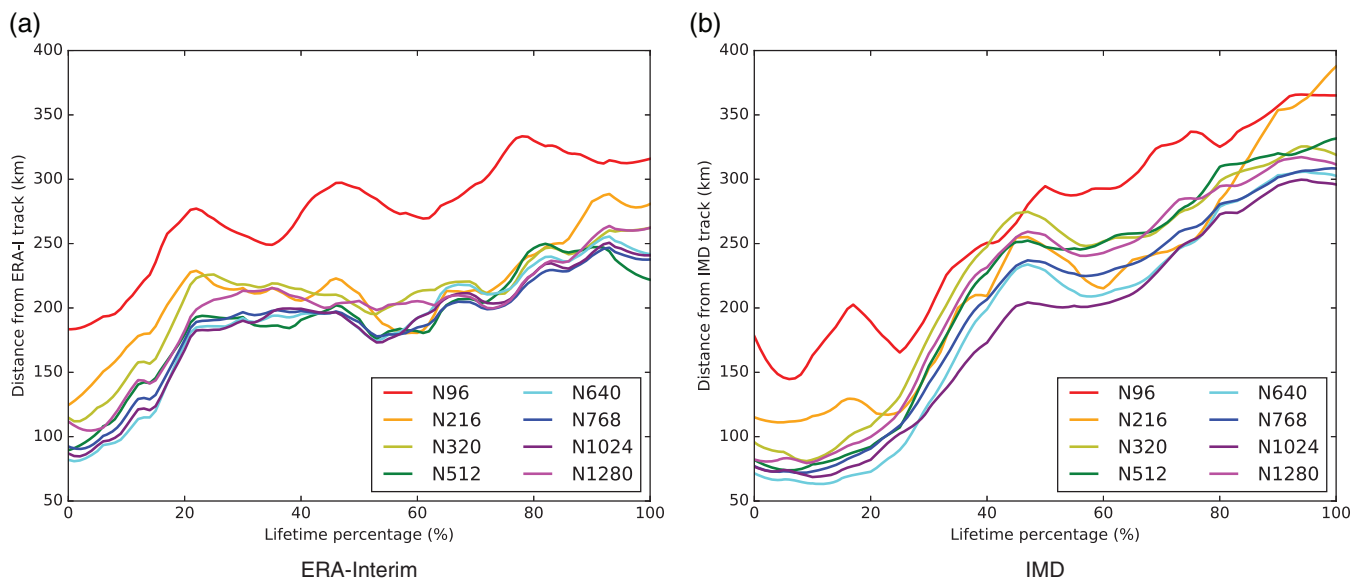 (a)
400
350
300
250
200
150
100
50
Distance from ERA-I track (km)
N96
N216
N320
N512
N640
N768
N1024
N1280
0 20 40 60 80 100
Lifetime percentage (%)
ERA-Interim
(b)
400
350
300
250
200
150
100
50
Distance from IMD track (km)
N96
N216
N320
N512
N640
N768
N1024
N1280
0 20 40 60 80 100
Lifetime percentage (%)
IMD